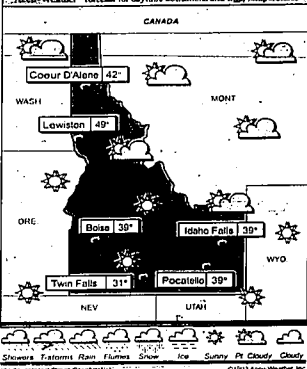 CANADA
Coeur D'Alene 42°
WASH
MONT
Lewiston 49°
ORE
Boise 39°
Idaho Falls 39°
WYO
Twin Falls 31°
Pocatello 39°
NEV
UTAH
Showers T-storms Rain Flurries Snow Ice Sunny Pt. Cloudy Cloudy